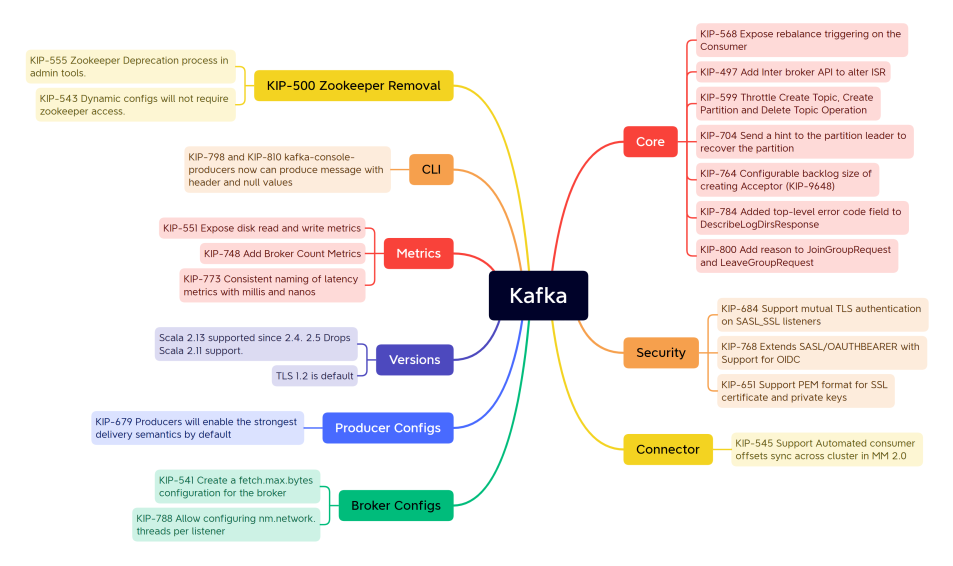 Kafka
KIP-500 Zookeeper Removal
KIP-555 Zookeeper Deprecation process in
admin tools.
KIP-543 Dynamic configs will not require
zookeeper access.
CLI
KIP-798 and KIP-810 kafka-console-
producers now can produce message with
header and null values
Metrics
KIP-551 Expose disk read and write metrics
KIP-748 Add Broker Count Metrics
KIP-773 Consistent naming of latency
metrics with millis and nanos
Versions
Scala 2.13 supported since 2.4. 2.5 Drops
Scala 2.11 support.
TLS 1.2 is default
Producer Configs
KIP-679 Producers will enable the strongest
delivery semantics by default
Broker Configs
KIP-541 Create a fetch.max.bytes
configuration for the broker
KIP-788 Allow configuring nm.network.
threads per listener
Core
KIP-568 Expose rebalance triggering on the
Consumer
KIP-497 Add Inter broker API to alter ISR
KIP-599 Throttle Create Topic, Create
Partition and Delete Topic Operation
KIP-704 Send a hint to the partition leader to
recover the partition
KIP-764 Configurable backlog size of
creating Acceptor (KIP-9648)
KIP-784 Added top-level error code field to
DescribeLogDirsResponse
KIP-800 Add reason to JoinGroupRequest
and LeaveGroupRequest
Security
KIP-684 Support mutual TLS authentication
on SASL_SSL listeners
KIP-768 Extends SASL/OAUTHBEARER with
Support for OIDC
KIP-651 Support PEM format for SSL
certificate and private keys
Connector
KIP-545 Support Automated consumer
offsets sync across cluster in MM 2.0